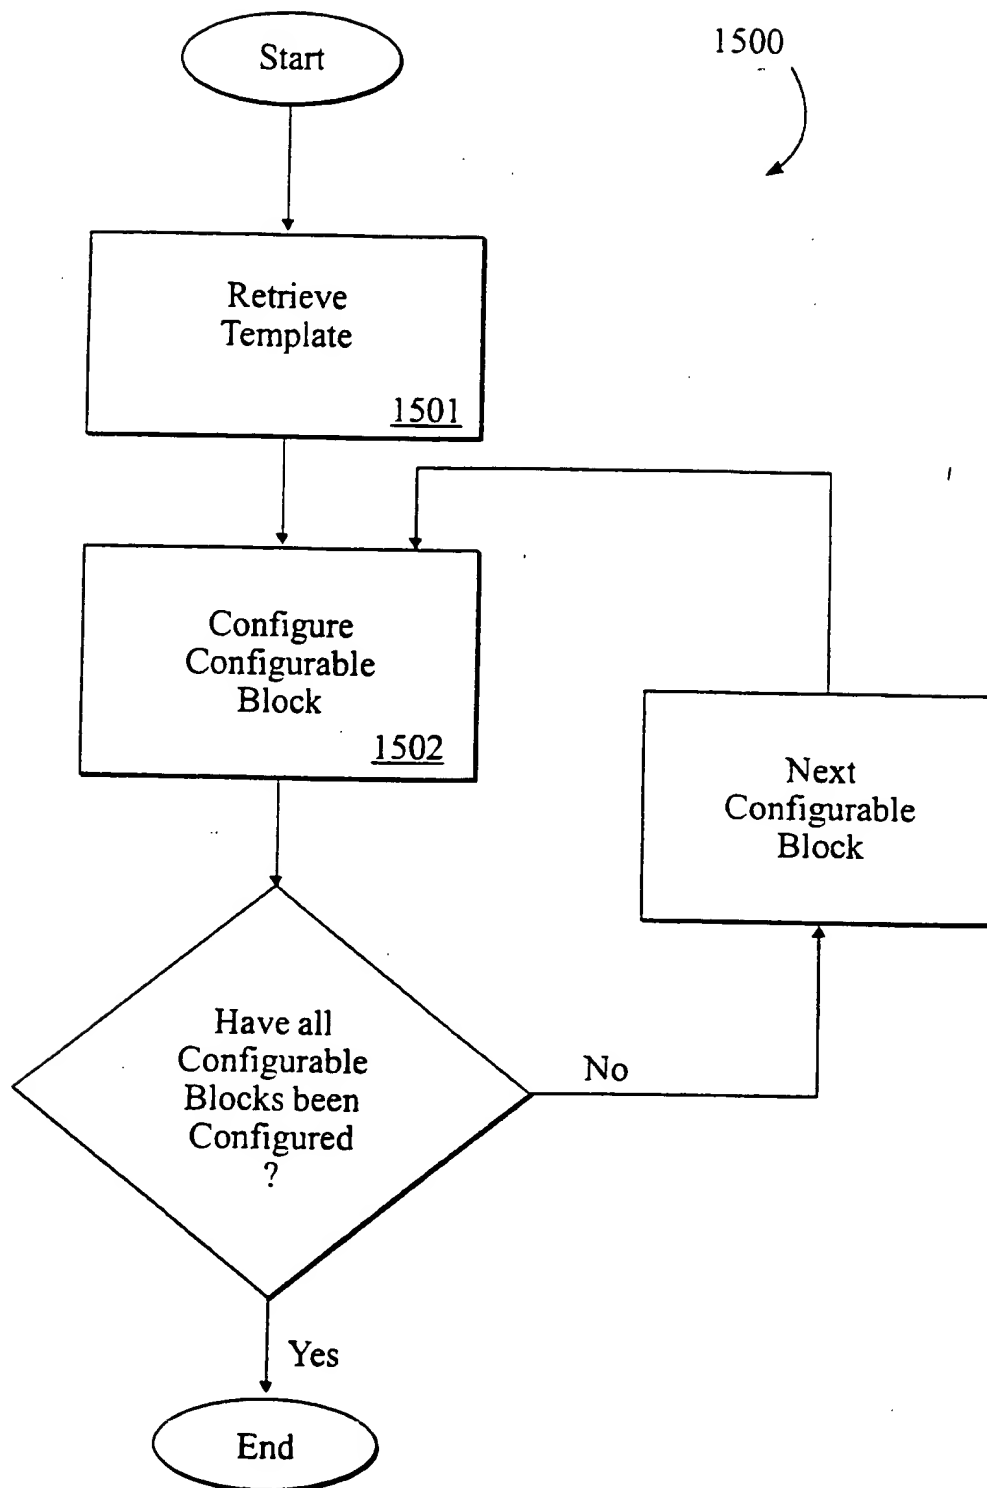 Start
1500
Retrieve
Template
1501
Configure
Configurable
Block
1502
Next
Configurable
Block
Have all
Configurable
Blocks been
Configured
?
No
Yes
End